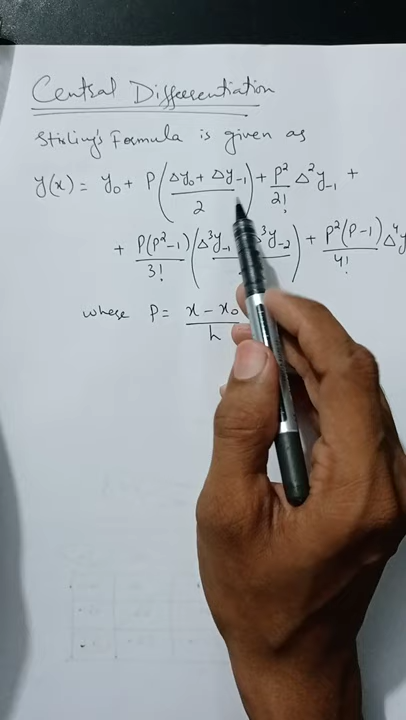 Central Differentiation
Stirling's Formula is given as
y(x) = y₀ + P(Δy₀ + Δy₋₁ / 2) + P²/2! Δ²y₋₁ +
+ P(P²-1)/3! (Δ³y₋₁ Δ³y₋₂) + P²(P-1)/4! Δ⁴y
where P = x - x₀ / h